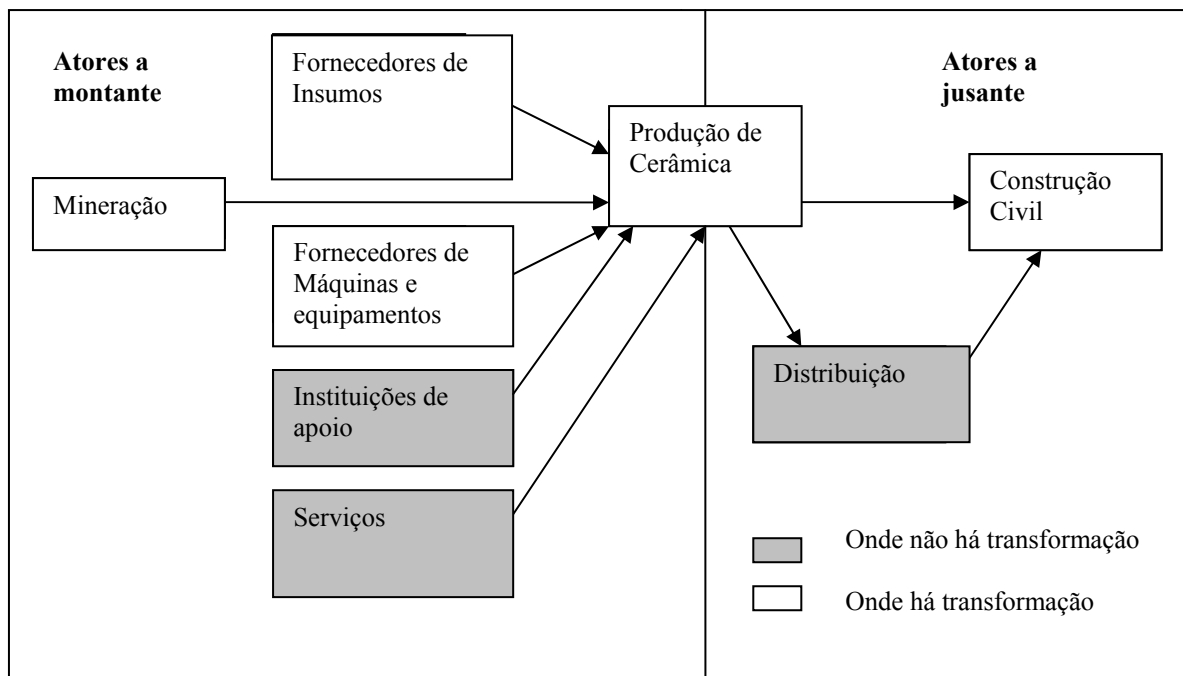 Atores a
montante
Fornecedores de
Insumos
Mineração
Fornecedores de
Máquinas e
equipamentos
Instituições de
apoio
Serviços
Produção de
Cerâmica
Atores a
jusante
Construção
Civil
Distribuição
Onde não há transformação
Onde há transformação